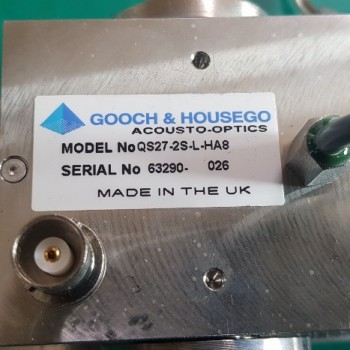 GOOCH & HOUSEGO
ACOUSTO-OPTICS
MODEL No QS27-2S-L-HA8
SERIAL No 63290- 026
MADE IN THE UK